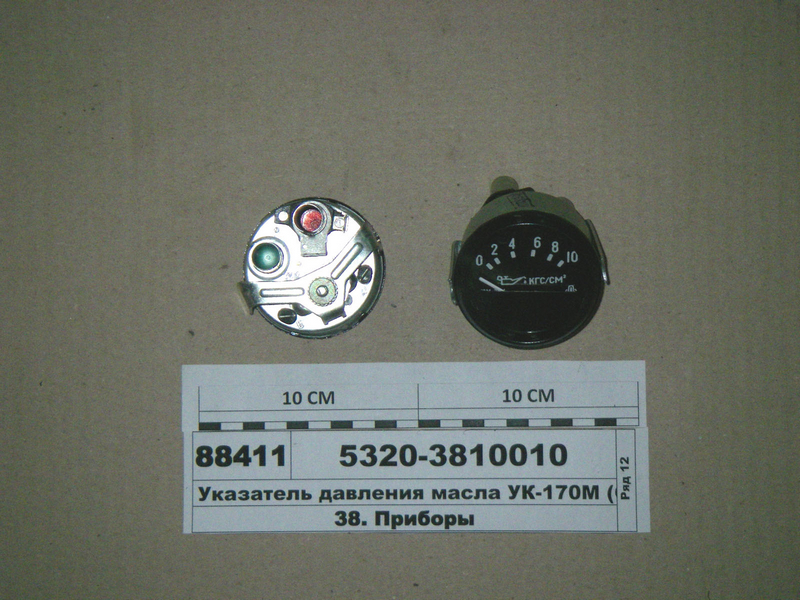 0 2 4 6 8 10
КГС/СМ²
10 СМ 10 СМ
88411 5320-3810010
Указатель давления масла УК-170М (
38. Приборы
Ряд 12